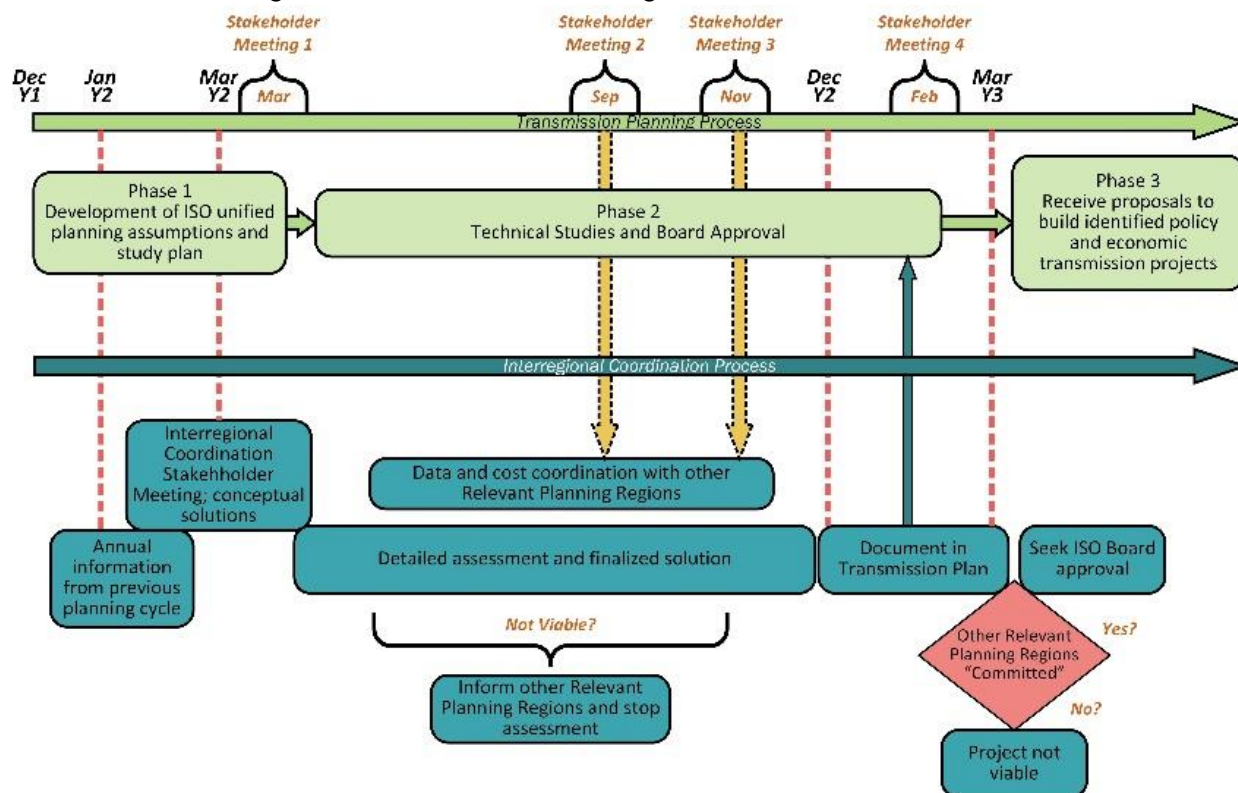 Stakeholder
Meeting 1
Stakeholder
Meeting 2
Stakeholder
Meeting 3
Stakeholder
Meeting 4
Dec
Y1
Jan
Y2
Mar
Y2
Mar
Sep
Nov
Dec
Y2
Feb
Mar
Y3
Transmission Planning Process
Phase 1
Development of ISO unified
planning assumptions and
study plan
Phase 2
Technical Studies and Board Approval
Phase 3
Receive proposals to
build identified policy
and economic
transmission projects
Interregional Coordination Process
Interregional
Coordination
Stakehholder
Meeting; conceptual
solutions
Data and cost coordination with other
Relevant Planning Regions
Annual
information
from previous
planning cycle
Detailed assessment and finalized solution
Document in
Transmission Plan
Seek ISO Board
approval
Not Viable?
Inform other Relevant
Planning Regions and stop
assessment
Other Relevant
Planning Regions
“Committed”
Yes?
No?
Project not
viable